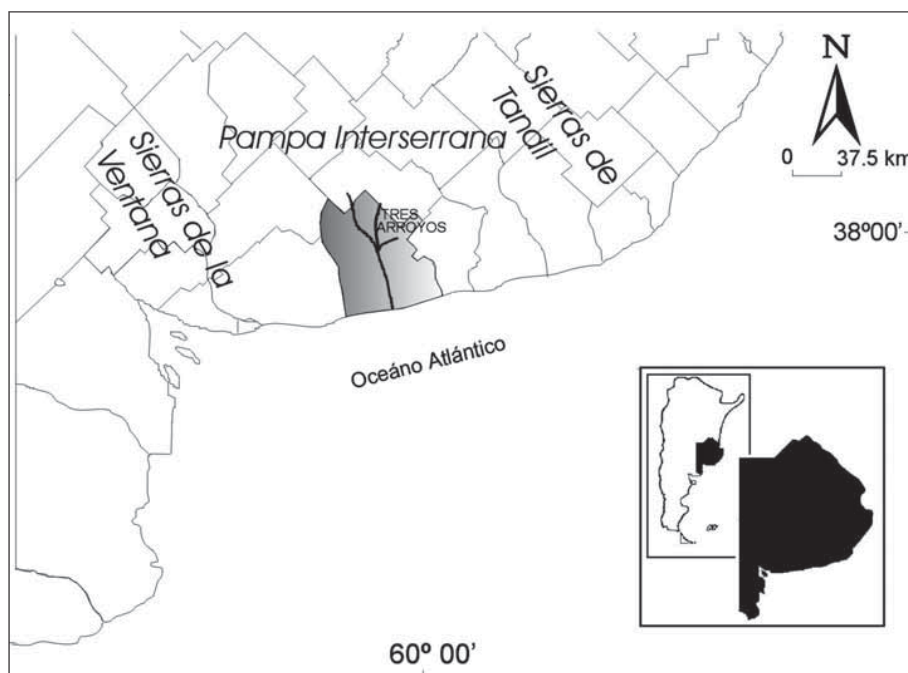 N
0 37.5 km
Sierras de
Tandil
Pampa Interserrana
Sierras de la
Ventana
TRES
ARROYOS
38º00'
Oceáno Atlántico
60º 00'